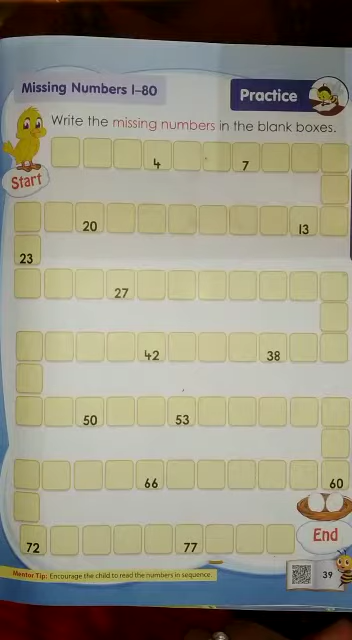 Missing Numbers 1–80
Practice
Write the missing numbers in the blank boxes.
Start
4 7
20 13
23
27
42 38
50 53
66 60
72 77
End
Mentor Tip: Encourage the child to read the numbers in sequence.
39